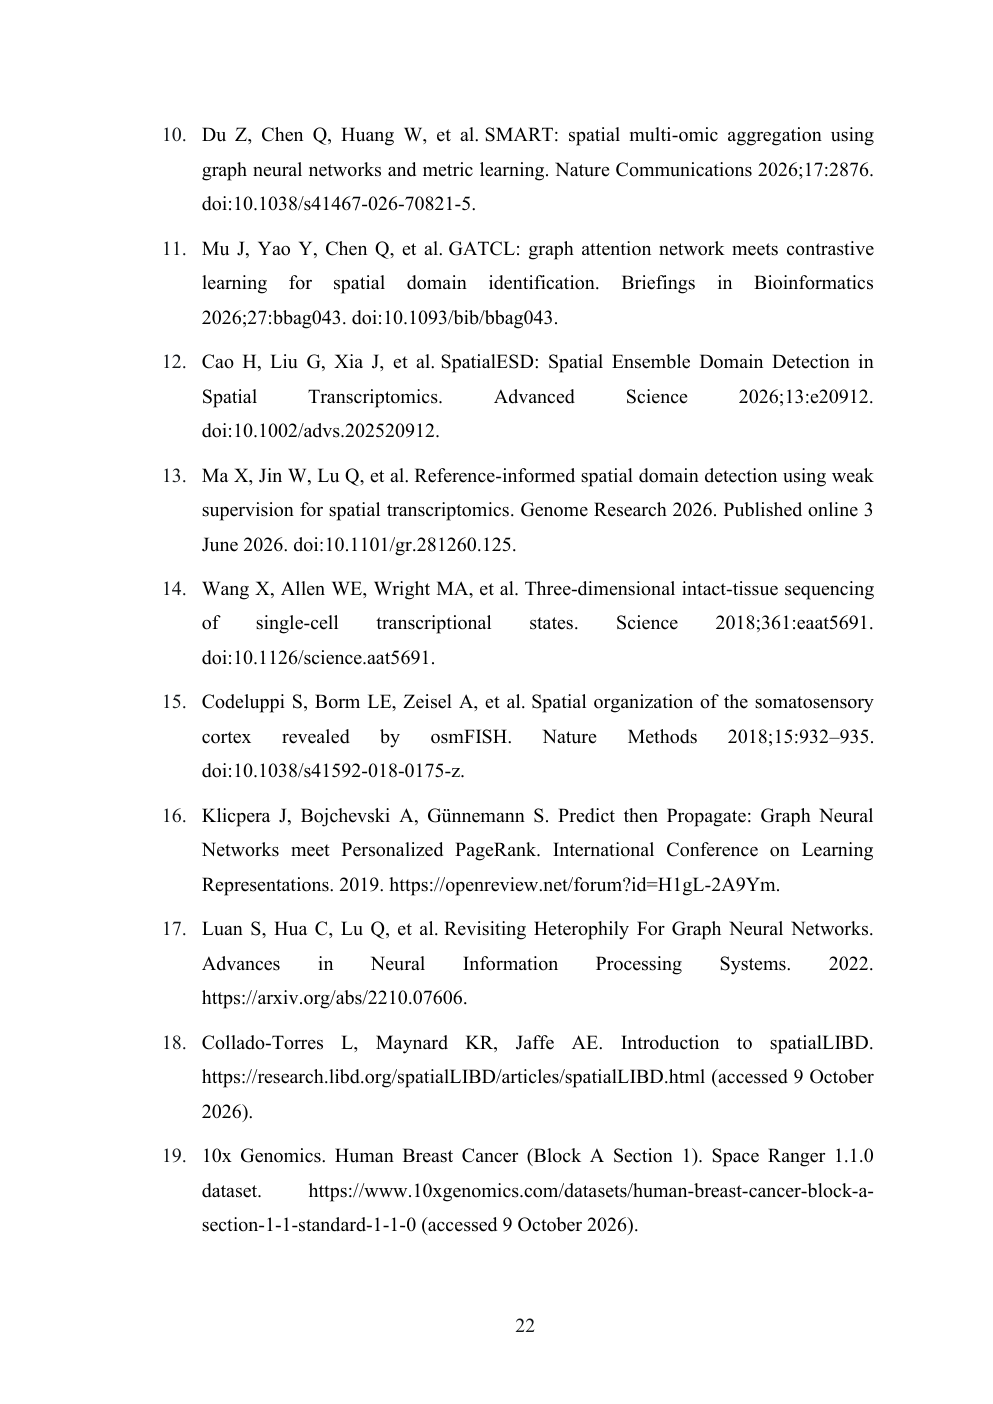 10. Du Z, Chen Q, Huang W, et al. SMART: spatial multi-omic aggregation using
graph neural networks and metric learning. Nature Communications 2026;17:2876.
doi:10.1038/s41467-026-70821-5.
11. Mu J, Yao Y, Chen Q, et al. GATCL: graph attention network meets contrastive
learning for spatial domain identification. Briefings in Bioinformatics
2026;27:bbag043. doi:10.1093/bib/bbag043.
12. Cao H, Liu G, Xia J, et al. SpatialESD: Spatial Ensemble Domain Detection in
Spatial Transcriptomics. Advanced Science 2026;13:e20912.
doi:10.1002/advs.202520912.
13. Ma X, Jin W, Lu Q, et al. Reference-informed spatial domain detection using weak
supervision for spatial transcriptomics. Genome Research 2026. Published online 3
June 2026. doi:10.1101/gr.281260.125.
14. Wang X, Allen WE, Wright MA, et al. Three-dimensional intact-tissue sequencing
of single-cell transcriptional states. Science 2018;361:eaat5691.
doi:10.1126/science.aat5691.
15. Codeluppi S, Borm LE, Zeisel A, et al. Spatial organization of the somatosensory
cortex revealed by osmFISH. Nature Methods 2018;15:932–935.
doi:10.1038/s41592-018-0175-z.
16. Klicpera J, Bojchevski A, Günnemann S. Predict then Propagate: Graph Neural
Networks meet Personalized PageRank. International Conference on Learning
Representations. 2019. https://openreview.net/forum?id=H1gL-2A9Ym.
17. Luan S, Hua C, Lu Q, et al. Revisiting Heterophily For Graph Neural Networks.
Advances in Neural Information Processing Systems. 2022.
https://arxiv.org/abs/2210.07606.
18. Collado-Torres L, Maynard KR, Jaffe AE. Introduction to spatialLIBD.
https://research.libd.org/spatialLIBD/articles/spatialLIBD.html (accessed 9 October
2026).
19. 10x Genomics. Human Breast Cancer (Block A Section 1). Space Ranger 1.1.0
dataset. https://www.10xgenomics.com/datasets/human-breast-cancer-block-a-
section-1-1-standard-1-1-0 (accessed 9 October 2026).
22